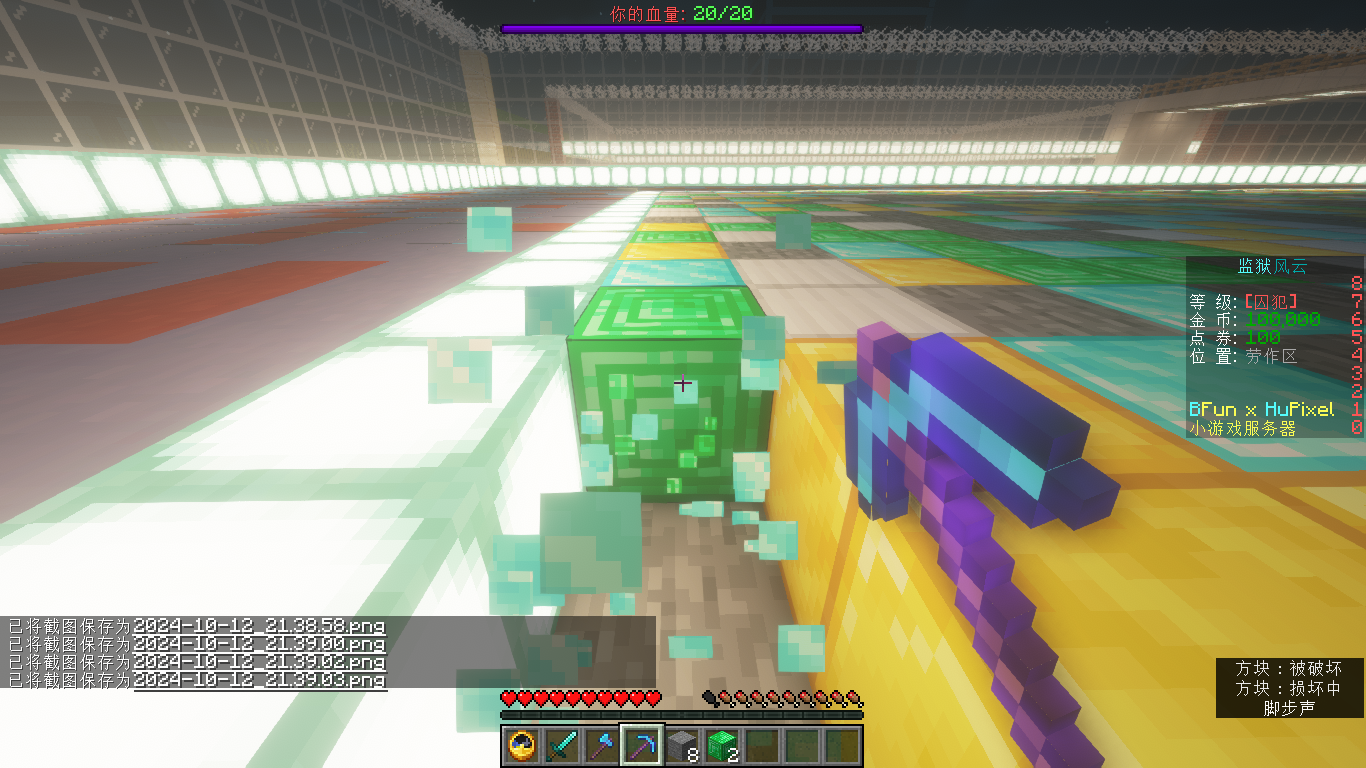 你的血量: 20/20
监狱风云
等 级: [囚犯]
金 币: 100,000
点 券: 100
位 置: 劳作区
BFun x HuPixel
小游戏服务器
8
7
6
5
4
3
2
1
0
已将截图保存为2024-10-12_21.38.58.png
已将截图保存为2024-10-12_21.39.00.png
已将截图保存为2024-10-12_21.39.02.png
已将截图保存为2024-10-12_21.39.03.png
方块：被破坏
方块：损坏中
脚步声
8
2